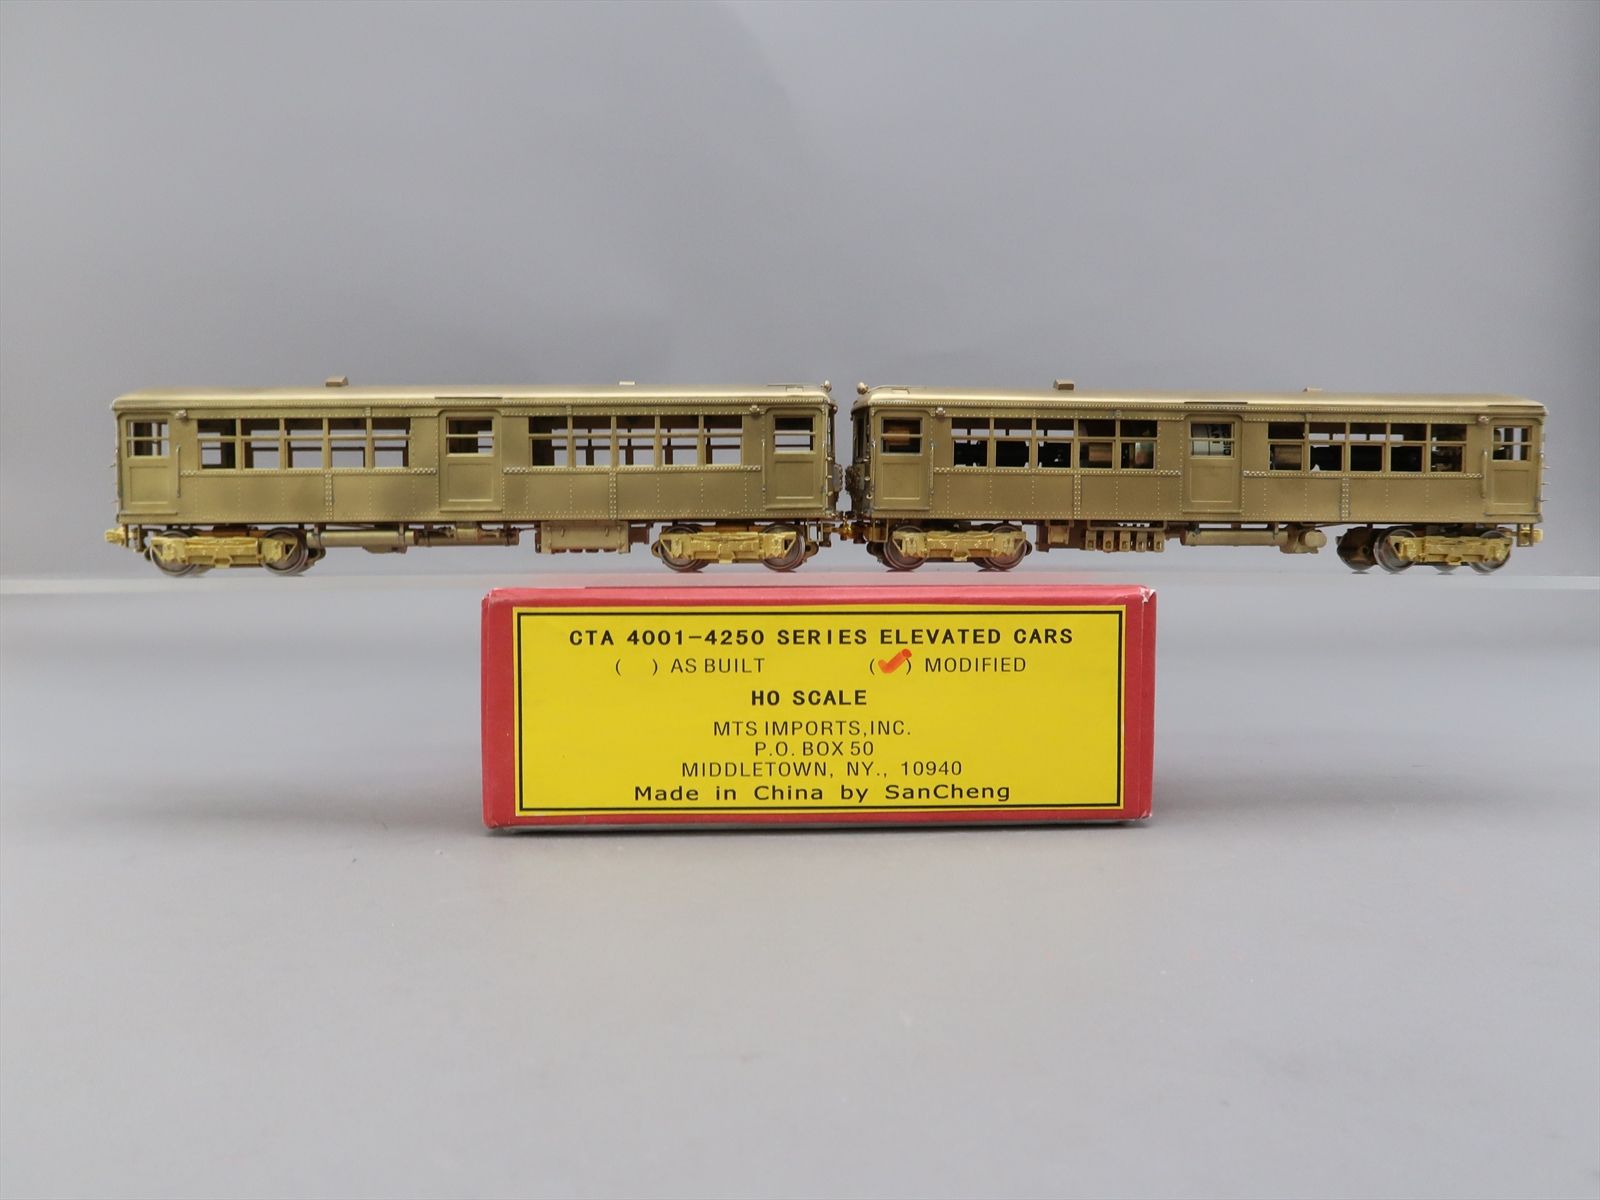 CTA 4001-4250 SERIES ELEVATED CARS
( ) AS BUILT (✓) MODIFIED
HO SCALE
MTS IMPORTS,INC.
P.O. BOX 50
MIDDLETOWN, NY., 10940
Made in China by SanCheng